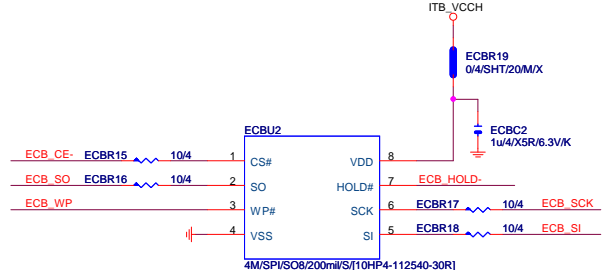 ITB_VCCH
ECBR19
0/4/SHT/20/M/X
ECBC2
1u/4/X5R/6.3V/K
ECBU2
ECB_CE- ECBR15 10/4 1 CS# VDD 8
ECB_SO ECBR16 10/4 2 SO HOLD# 7 ECB_HOLD-
ECB_WP 3 WP# SCK 6 ECBR17 10/4 ECB_SCK
4 VSS SI 5 ECBR18 10/4 ECB_SI
4M/SPI/SO8/200mil/S/[10HP4-112540-30R]